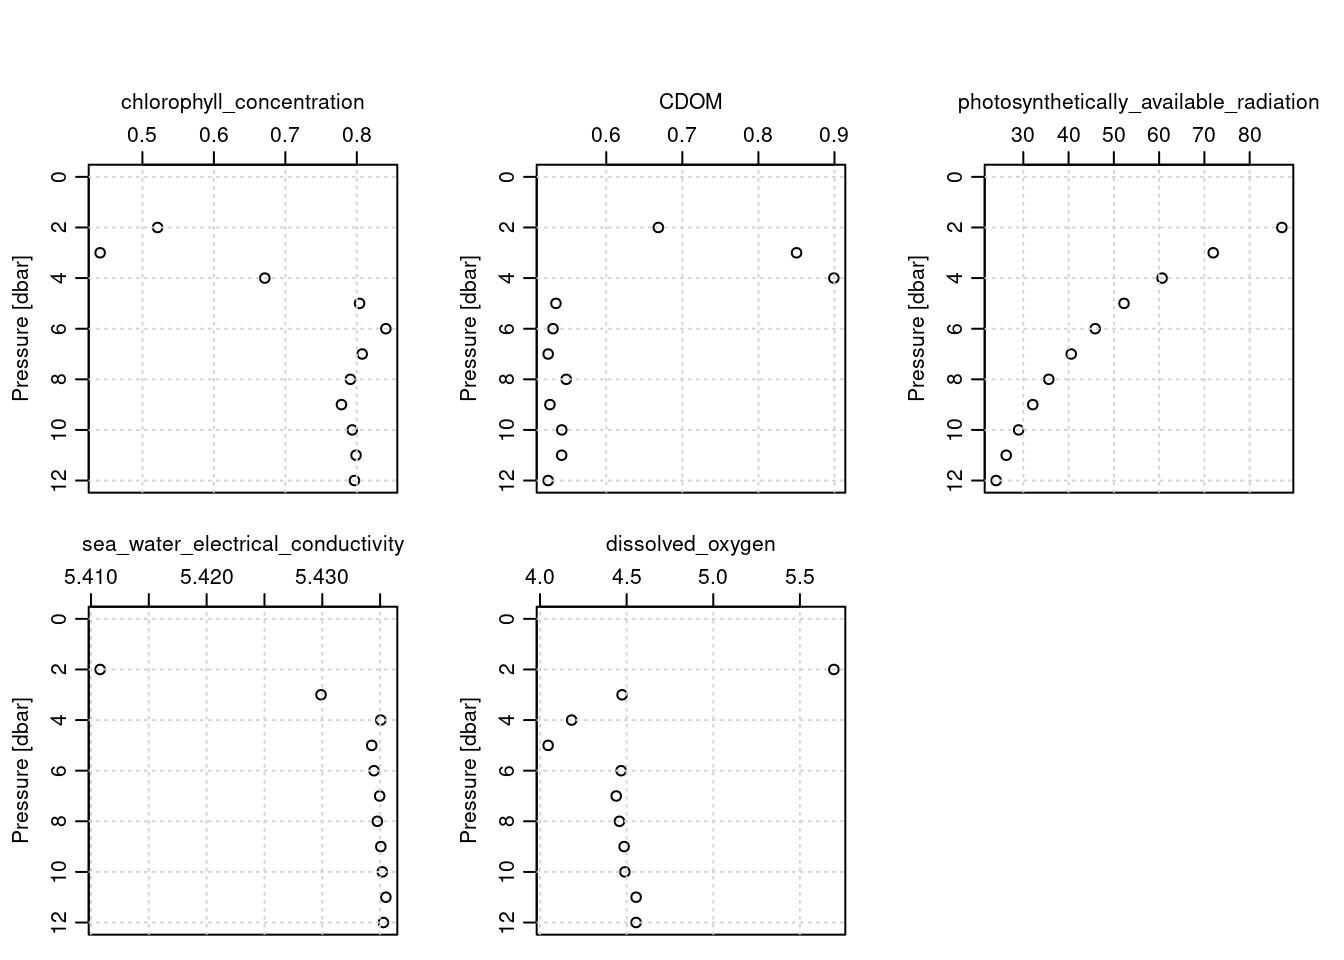 chlorophyll_concentration
0.5 0.6 0.7 0.8
0 2 4 6 8 10 12
Pressure [dbar]
CDOM
0.6 0.7 0.8 0.9
0 2 4 6 8 10 12
Pressure [dbar]
photosynthetically_available_radiation
30 40 50 60 70 80
0 2 4 6 8 10 12
Pressure [dbar]
sea_water_electrical_conductivity
5.410 5.420 5.430
0 2 4 6 8 10 12
Pressure [dbar]
dissolved_oxygen
4.0 4.5 5.0 5.5
0 2 4 6 8 10 12
Pressure [dbar]